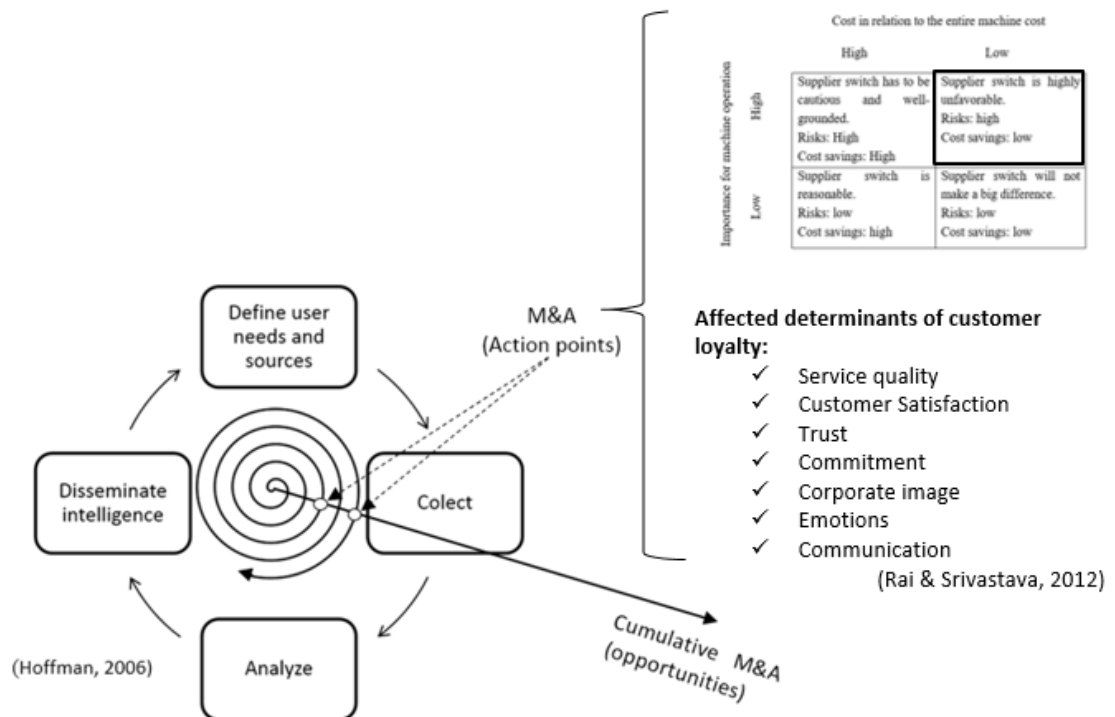 Cost in relation to the entire machine cost
High
Low
Importance for machine operation
High
Supplier switch has to be
cautious and well-
grounded.
Risks: High
Cost savings: High
Supplier switch is highly
unfavorable.
Risks: high
Cost savings: low
Low
Supplier switch is
reasonable.
Risks: low
Cost savings: high
Supplier switch will not
make a big difference.
Risks: low
Cost savings: low
Define user
needs and
sources
M&A
(Action points)
Disseminate
intelligence
Colect
Analyze
(Hoffman, 2006)
Cumulative M&A
(opportunities)
Affected determinants of customer
loyalty:
✓ Service quality
✓ Customer Satisfaction
✓ Trust
✓ Commitment
✓ Corporate image
✓ Emotions
✓ Communication
(Rai & Srivastava, 2012)